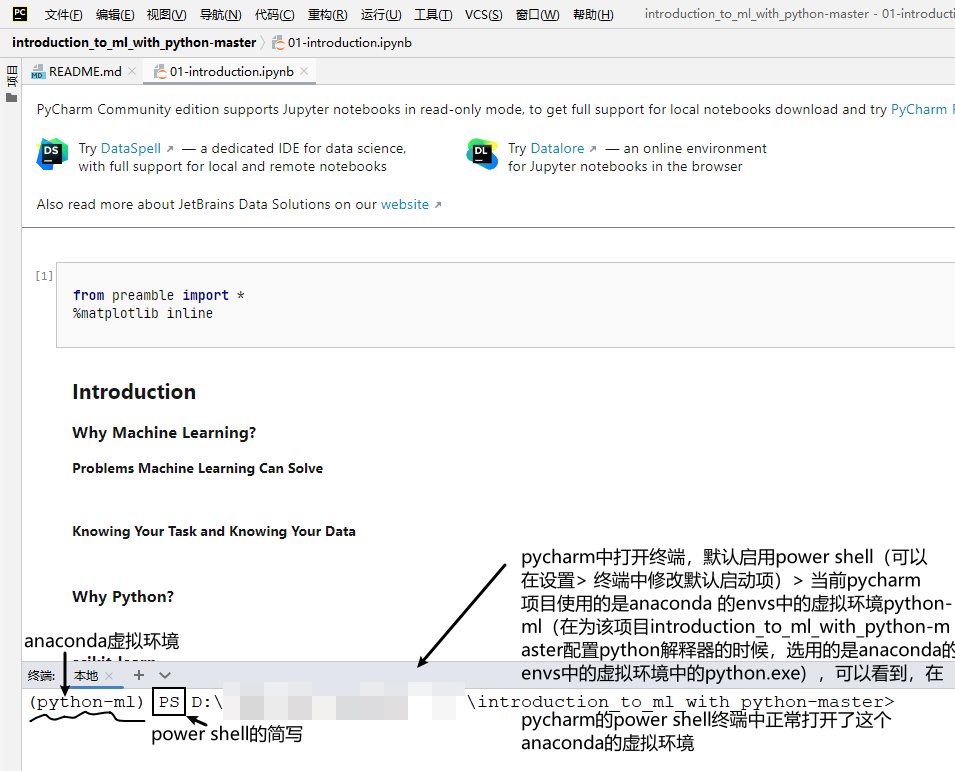 PC 文件(F) 编辑(E) 视图(V) 导航(N) 代码(C) 重构(R) 运行(U) 工具(T) VCS(S) 窗口(W) 帮助(H) introduction_to_ml_with_python-master - 01-introducti
introduction_to_ml_with_python-master 01-introduction.ipynb
项目
MD README.md 01-introduction.ipynb
PyCharm Community edition supports Jupyter notebooks in read-only mode, to get full support for local notebooks download and try PyCharm P
DS Try DataSpell ↗ — a dedicated IDE for data science,
with full support for local and remote notebooks
DL Try Datalore ↗ — an online environment
for Jupyter notebooks in the browser
Also read more about JetBrains Data Solutions on our website ↗
[1]
from preamble import *
%matplotlib inline
Introduction
Why Machine Learning?
Problems Machine Learning Can Solve
Knowing Your Task and Knowing Your Data
Why Python?
scikit-learn
pycharm中打开终端，默认启用power shell（可以
在设置> 终端中修改默认启动项）> 当前pycharm
项目使用的是anaconda 的envs中的虚拟环境python-
ml（在为该项目introduction_to_ml_with_python-m
aster配置python解释器的时候，选用的是anaconda的
envs中的虚拟环境中的python.exe），可以看到，在
pycharm的power shell终端中正常打开了这个
anaconda的虚拟环境
anaconda虚拟环境
终端: 本地 × +
(python-ml) PS D:\ \introduction_to_ml_with_python-master>
power shell的简写